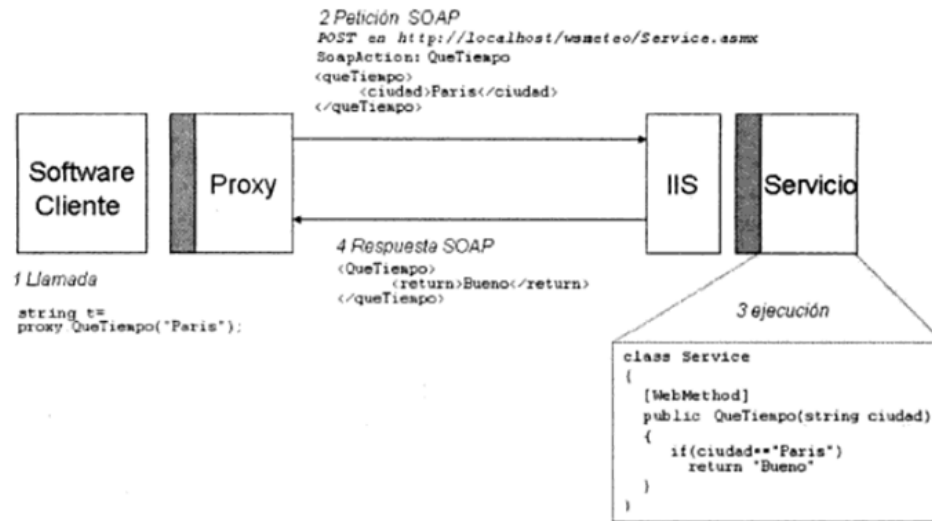 2 Petición SOAP
POST en http://localhost/wsmeteo/Service.asmx
SoapAction: QueTiempo
<queTiempo>
<ciudad>Paris</ciudad>
</queTiempo>
Software
Cliente
Proxy
IIS
Servicio
4 Respuesta SOAP
<QueTiempo>
<return>Bueno</return>
</queTiempo>
1 Llamada
string t=
proxy.QueTiempo("Paris");
3 ejecución
class Service
{
[WebMethod]
public QueTiempo(string ciudad)
{
if(ciudad=="Paris")
return "Bueno"
}
}